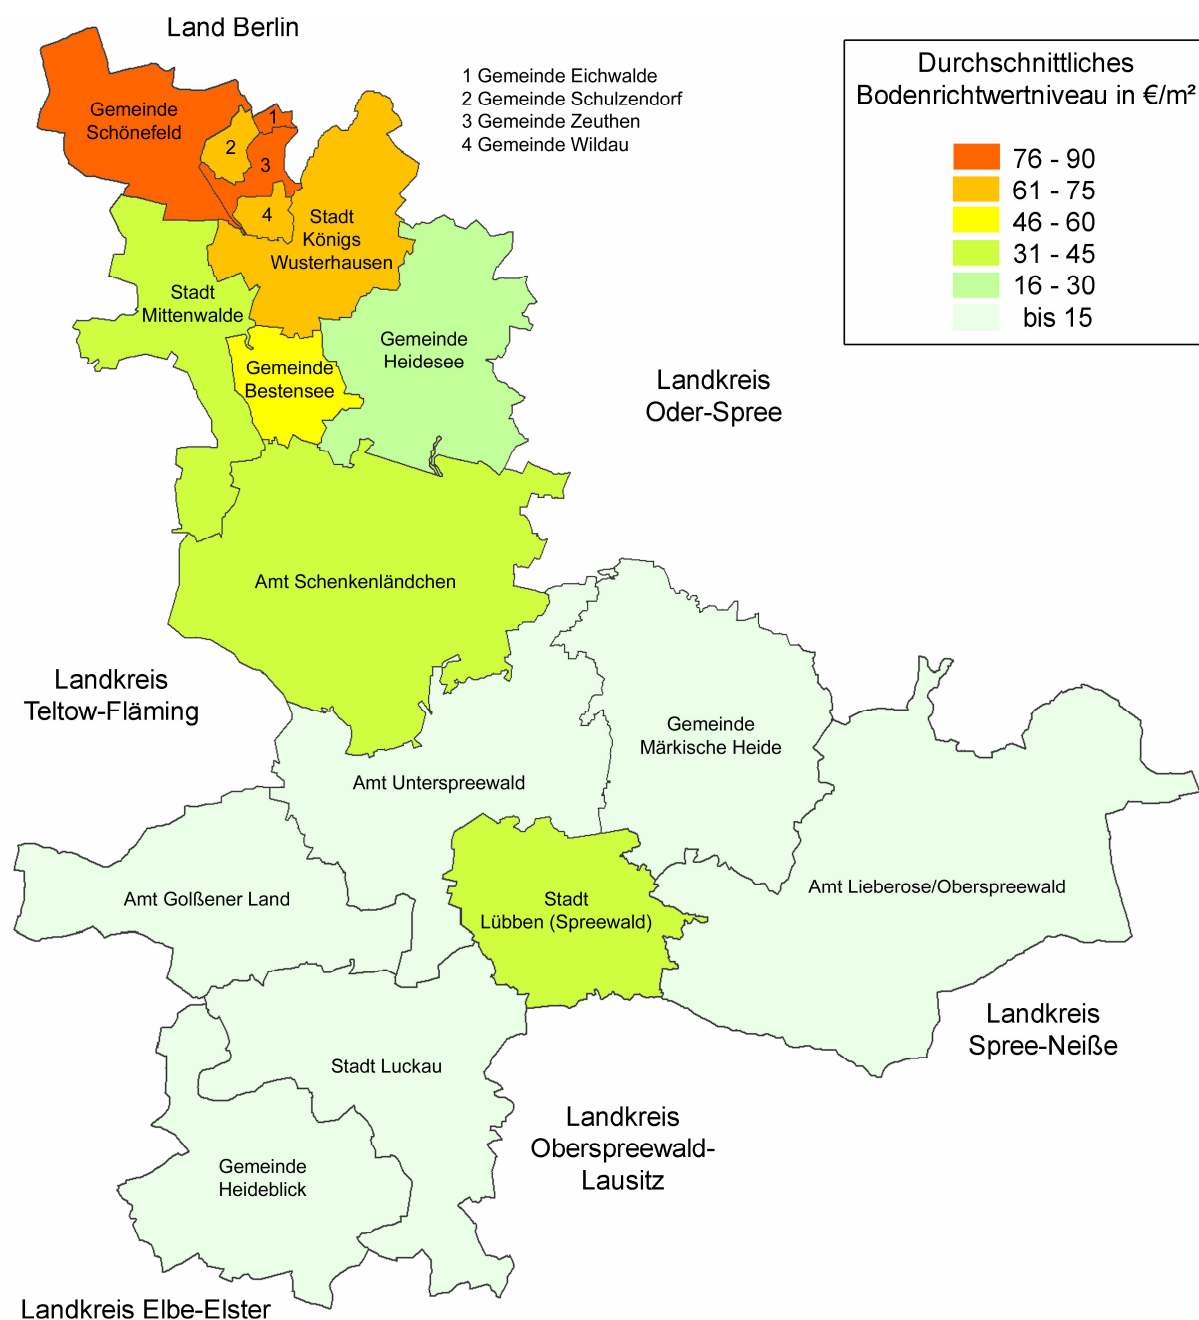 Land Berlin
1 Gemeinde Eichwalde
2 Gemeinde Schulzendorf
3 Gemeinde Zeuthen
4 Gemeinde Wildau
Durchschnittliches
Bodenrichtwertniveau in €/m²
76 - 90
61 - 75
46 - 60
31 - 45
16 - 30
bis 15
Gemeinde
Schönefeld
1
2
3
4
Stadt
Königs
Wusterhausen
Stadt
Mittenwalde
Gemeinde
Heidesee
Gemeinde
Bestensee
Landkreis
Oder-Spree
Amt Schenkenländchen
Landkreis
Teltow-Fläming
Gemeinde
Märkische Heide
Amt Unterspreewald
Amt Golßener Land
Stadt
Lübben (Spreewald)
Amt Lieberose/Oberspreewald
Landkreis
Spree-Neiße
Stadt Luckau
Landkreis
Oberspreewald-
Lausitz
Gemeinde
Heideblick
Landkreis Elbe-Elster